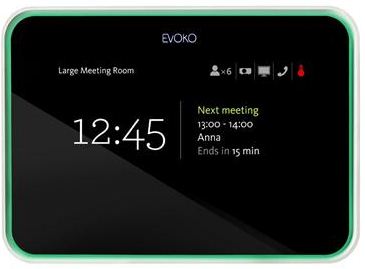 EVOKO
Large Meeting Room
×6
12:45
Next meeting
13:00 - 14:00
Anna
Ends in 15 min